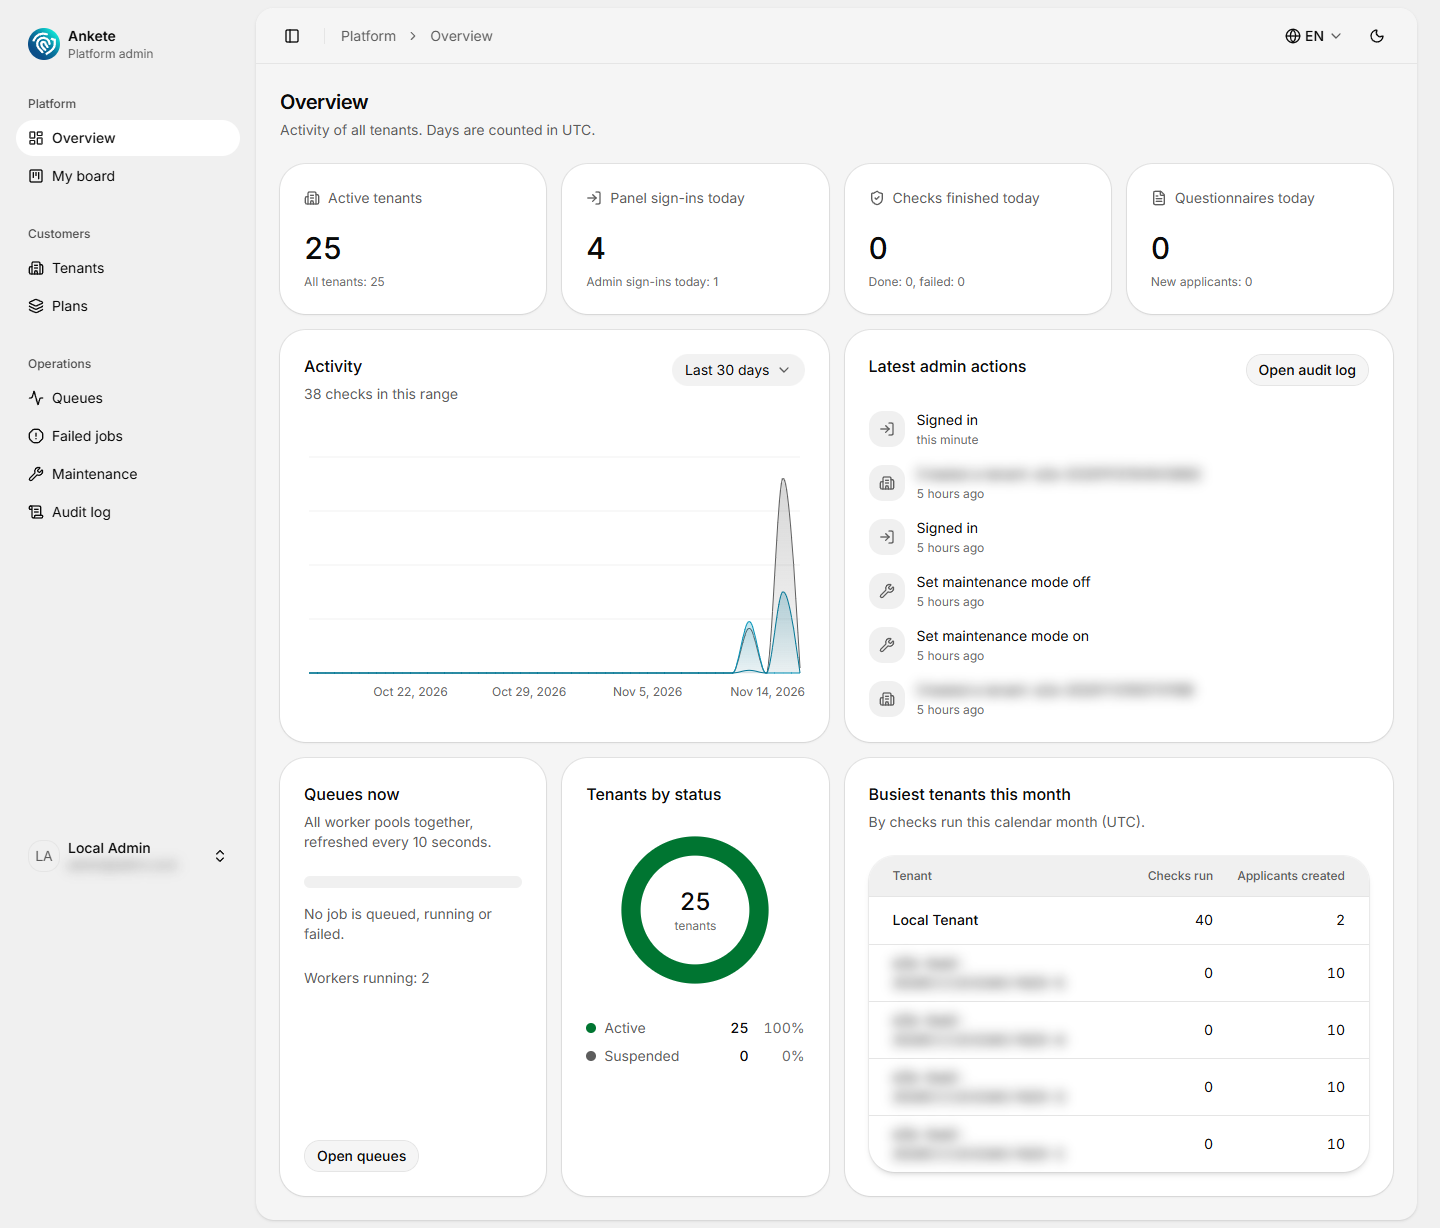 Ankete
Platform admin
Platform
Overview
My board
Customers
Tenants
Plans
Operations
Queues
Failed jobs
Maintenance
Audit log
LA
Local Admin
Platform
Overview
EN
Overview
Activity of all tenants. Days are counted in UTC.
Active tenants
25
All tenants: 25
Panel sign-ins today
4
Admin sign-ins today: 1
Checks finished today
0
Done: 0, failed: 0
Questionnaires today
0
New applicants: 0
Activity
38 checks in this range
Last 30 days
Oct 22, 2026
Oct 29, 2026
Nov 5, 2026
Nov 14, 2026
Latest admin actions
Open audit log
Signed in
this minute
5 hours ago
Signed in
5 hours ago
Set maintenance mode off
5 hours ago
Set maintenance mode on
5 hours ago
5 hours ago
Queues now
All worker pools together,
refreshed every 10 seconds.
No job is queued, running or
failed.
Workers running: 2
Open queues
Tenants by status
25
tenants
Active 25 100%
Suspended 0 0%
Busiest tenants this month
By checks run this calendar month (UTC).
Tenant Checks run Applicants created
Local Tenant 40 2
0 10
0 10
0 10
0 10